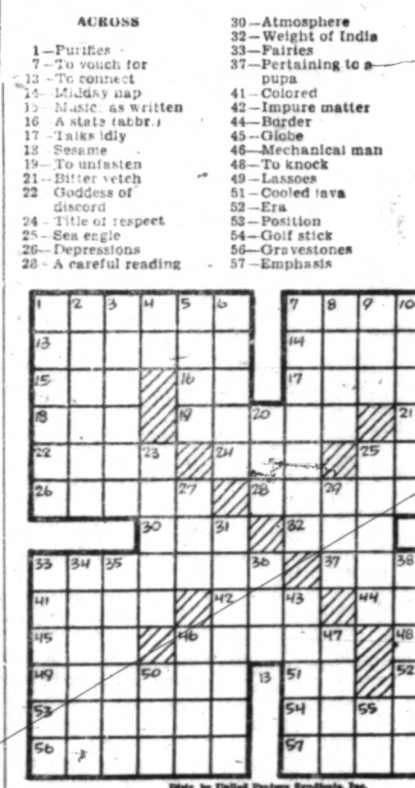 ACROSS
1—Purifies
7—To vouch for
13—To connect
14—Midday nap
15—Music: as written
16 A state (abbr.)
17—Talks idly
18 Sesame
19—To unfasten
21—Bitter vetch
22 Goddess of
discord
24—Title of respect
25—Sea eagle
26—Depressions
28—A careful reading
30—Atmosphere
32—Weight of India
33—Fairies
37—Pertaining to a
pupa
41—Colored
42—Impure matter
44—Border
45—Globe
46—Mechanical man
48—To knock
49—Lassoes
51—Cooled lava
52—Era
53—Position
54—Golf stick
56—Gravestones
57—Emphasis
1 2 3 4 5 6 7 8 9 10
13 14
15 16 17
18 19 20 21
22 23 24 25
26 27 28 29
30 31 32
33 34 35 36 37 38
41 42 43 44
45 46 47 48
49 50 13 51 52
53 54 55
56 57
Distr. by United Feature Syndicate, Inc.